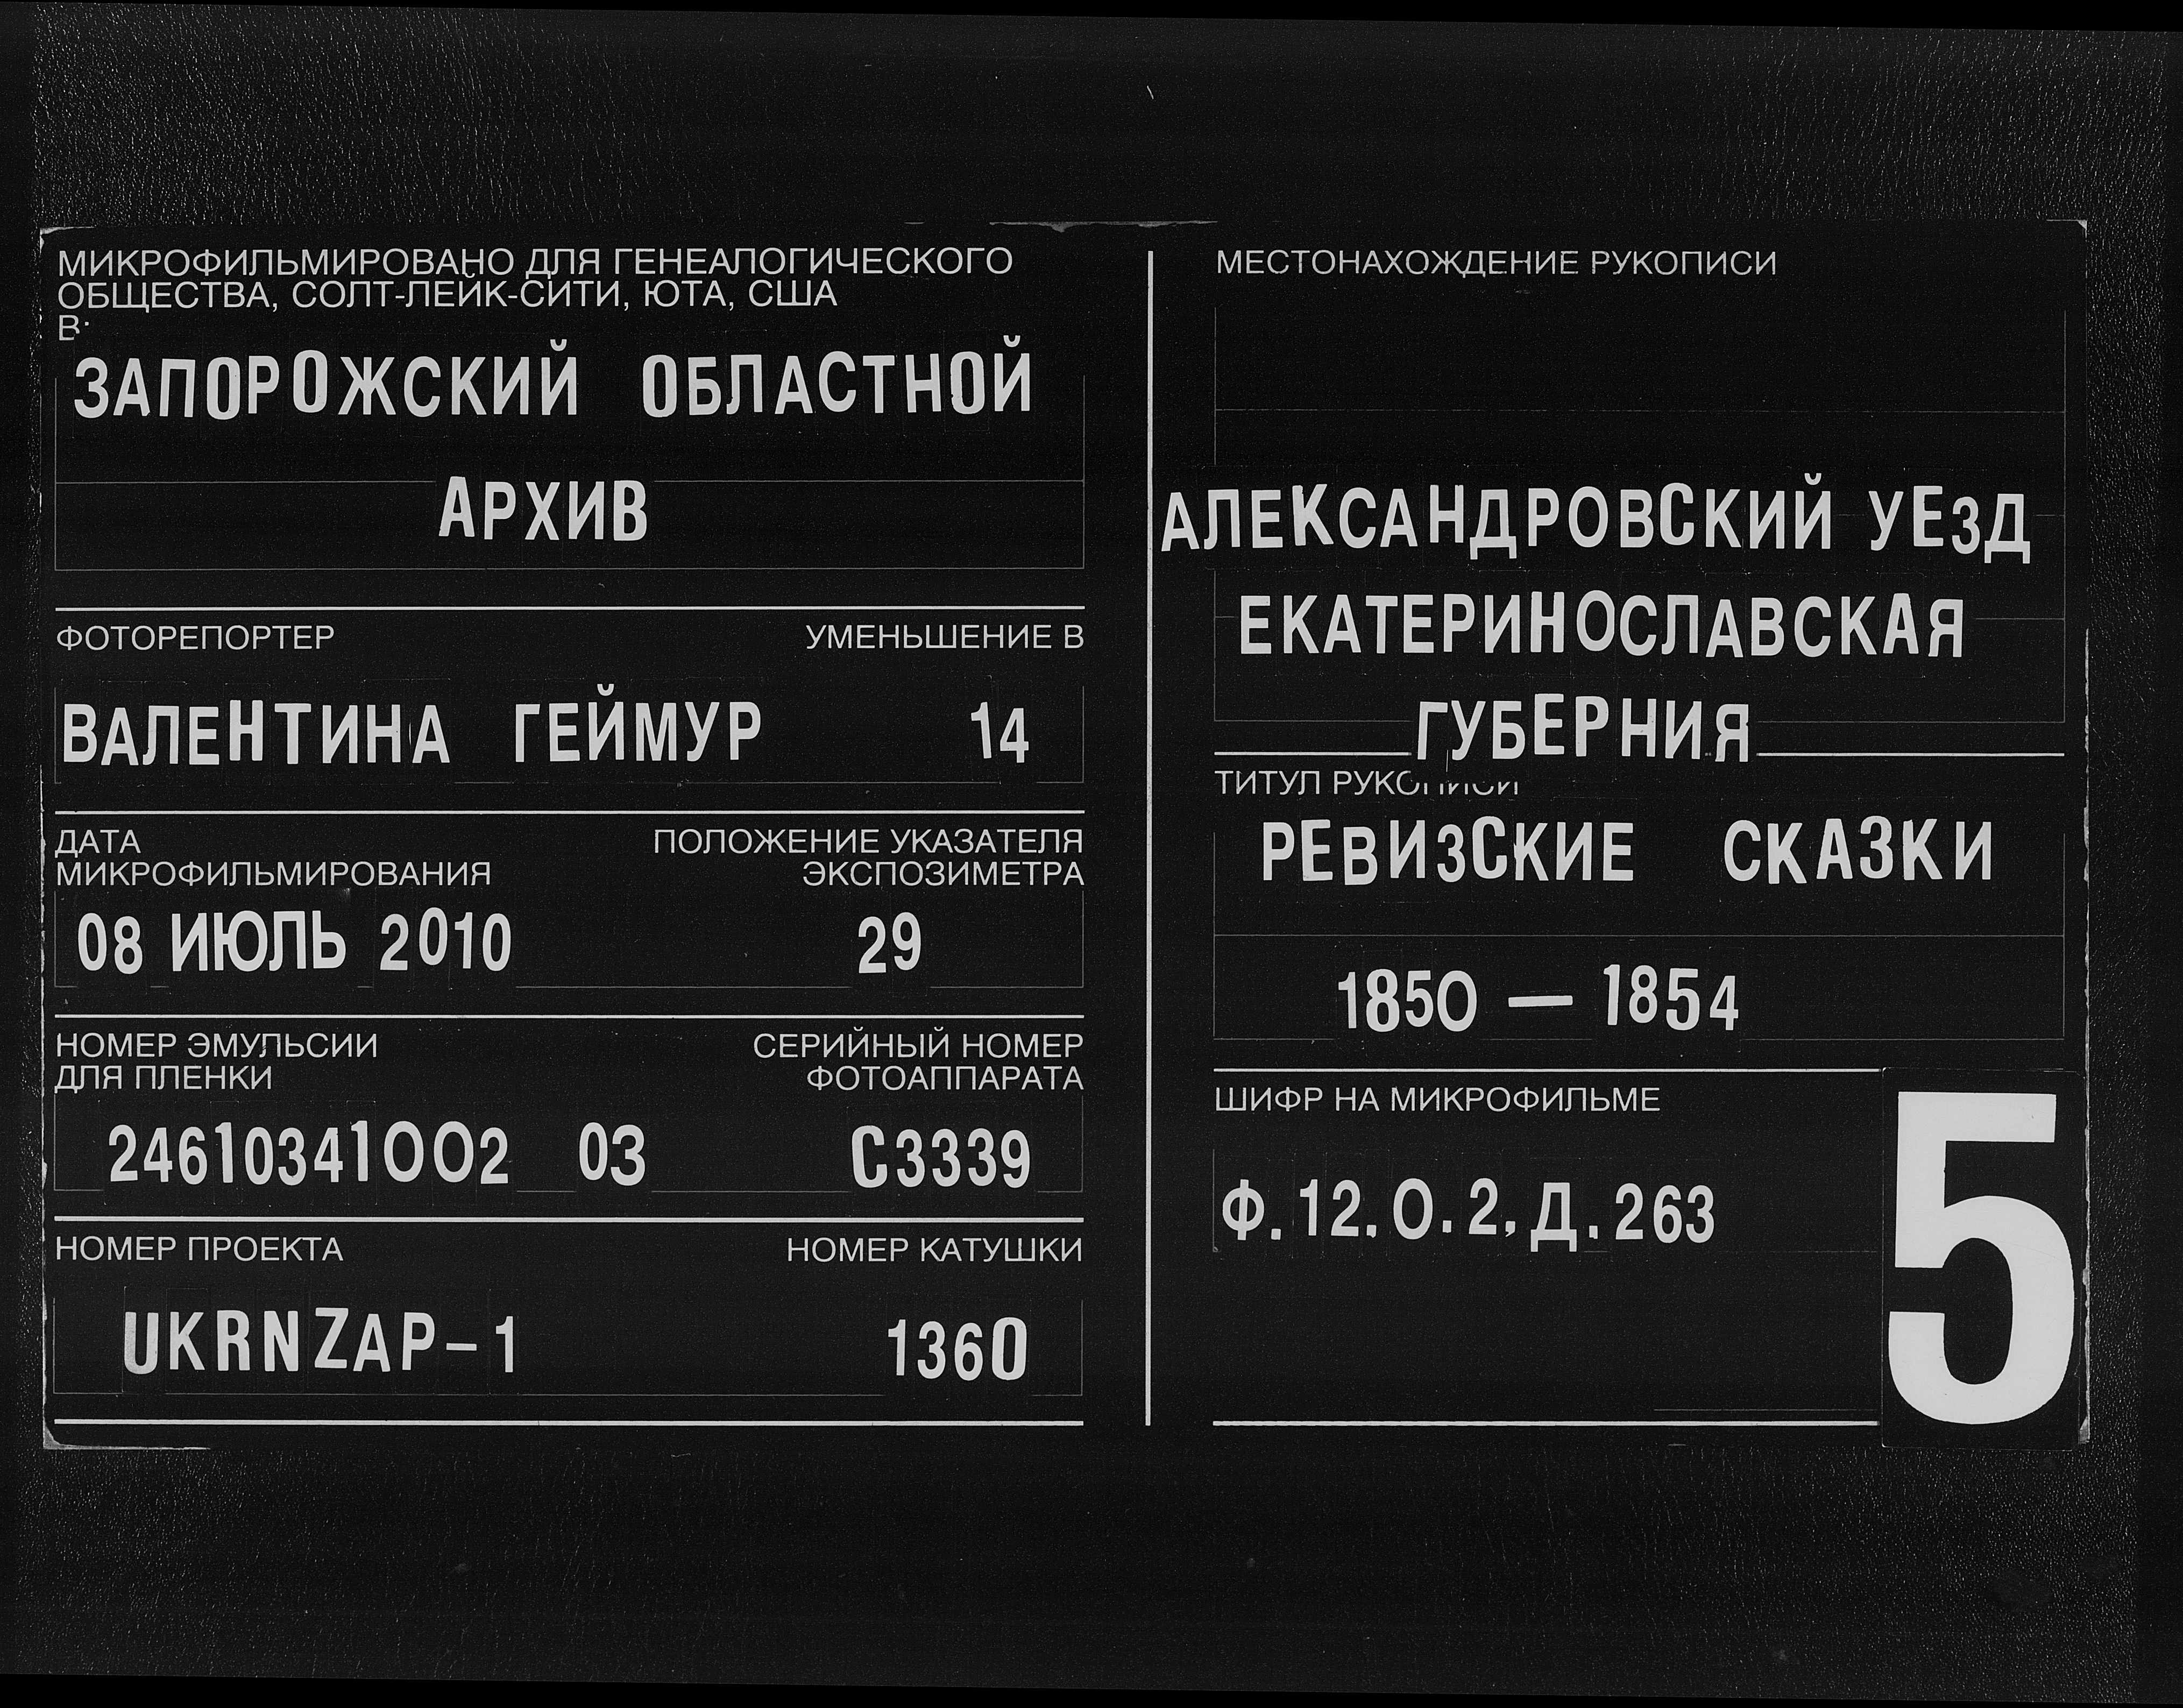 МИКРОФИЛЬМИРОВАНО ДЛЯ ГЕНЕАЛОГИЧЕСКОГО
ОБЩЕСТВА, СОЛТ-ЛЕЙК-СИТИ, ЮТА, США
В:
ЗАПОРОЖСКИЙ ОБЛАСТНОЙ
АРХИВ
ФОТОРЕПОРТЕР УМЕНЬШЕНИЕ В
ВАЛЕНТИНА ГЕЙМУР 14
ДАТА ПОЛОЖЕНИЕ УКАЗАТЕЛЯ
МИКРОФИЛЬМИРОВАНИЯ ЭКСПОЗИМЕТРА
08 ИЮЛЬ 2010 29
НОМЕР ЭМУЛЬСИИ СЕРИЙНЫЙ НОМЕР
ДЛЯ ПЛЕНКИ ФОТОАППАРАТА
24610341002 03 С3339
НОМЕР ПРОЕКТА НОМЕР КАТУШКИ
UKRNZAP-1 1360
МЕСТОНАХОЖДЕНИЕ РУКОПИСИ
АЛЕКСАНДРОВСКИЙ УЕЗД
ЕКАТЕРИНОСЛАВСКАЯ
ГУБЕРНИЯ
ТИТУЛ РУКОПИСИ
РЕВИЗСКИЕ СКАЗКИ
1850 — 1854
ШИФР НА МИКРОФИЛЬМЕ
Ф. 12. О. 2, Д. 263
5